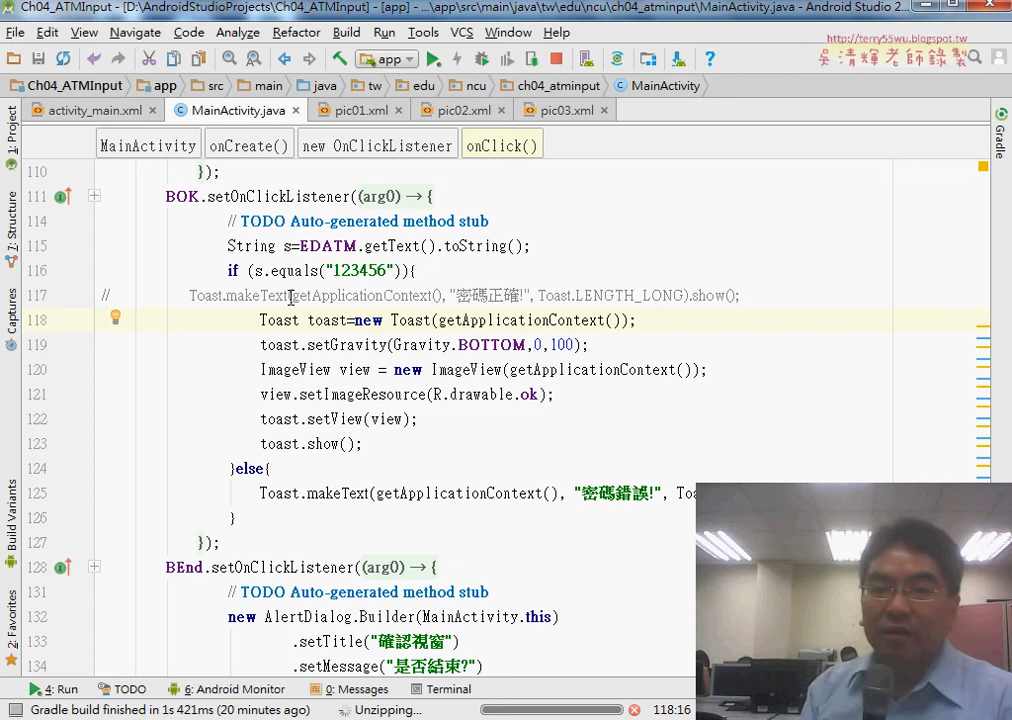 Ch04_ATMInput - [D:\AndroidStudioProjects\Ch04_ATMInput] - [app] - ...\app\src\main\java\tw\edu\ncu\ch04_atminput\MainActivity.java - Android Studio 2...
File Edit View Navigate Code Analyze Refactor Build Run Tools VCS Window Help
http://terry55wu.blogspot.tw
吳清輝老師錄製
app
Ch04_ATMInput app src main java tw edu ncu ch04_atminput MainActivity
activity_main.xml MainActivity.java pic01.xml pic02.xml pic03.xml
MainActivity onCreate() new OnClickListener onClick()
1: Project
7: Structure
Captures
Build Variants
2: Favorites
Gradle
110 });
111 BOK.setOnClickListener((arg0) → {
114 // TODO Auto-generated method stub
115 String s=EDATM.getText().toString();
116 if (s.equals("123456")){
117 // Toast.makeText(getApplicationContext(), "密碼正確!", Toast.LENGTH_LONG).show();
118 Toast toast=new Toast(getApplicationContext());
119 toast.setGravity(Gravity.BOTTOM,0,100);
120 ImageView view = new ImageView(getApplicationContext());
121 view.setImageResource(R.drawable.ok);
122 toast.setView(view);
123 toast.show();
124 }else{
125 Toast.makeText(getApplicationContext(), "密碼錯誤!", Toa
126 }
127 });
128 BEnd.setOnClickListener((arg0) → {
131 // TODO Auto-generated method stub
132 new AlertDialog.Builder(MainActivity.this)
133 .setTitle("確認視窗")
134 .setMessage("是否結束?")
4: Run TODO 6: Android Monitor 0: Messages Terminal
Gradle build finished in 1s 421ms (20 minutes ago) Unzipping... 118:16